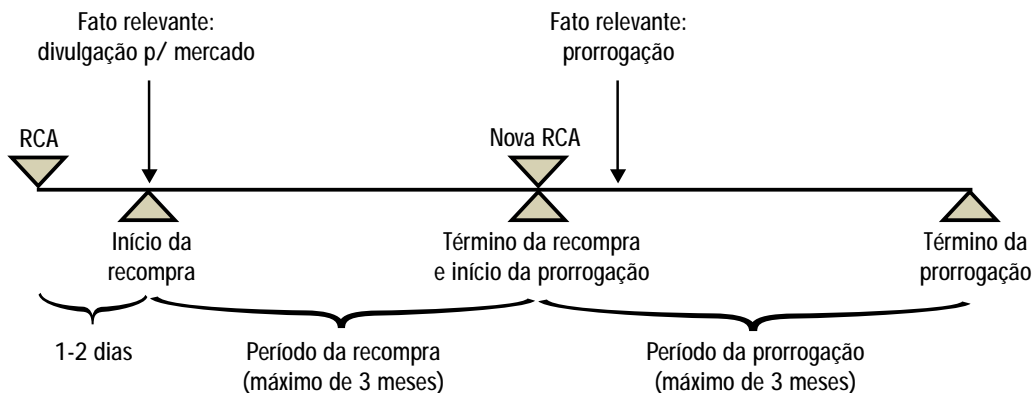 Fato relevante:
divulgação p/ mercado
Fato relevante:
prorrogação
RCA
Nova RCA
Início da
recompra
Término da recompra
e início da prorrogação
Término da
prorrogação
1-2 dias
Período da recompra
(máximo de 3 meses)
Período da prorrogação
(máximo de 3 meses)